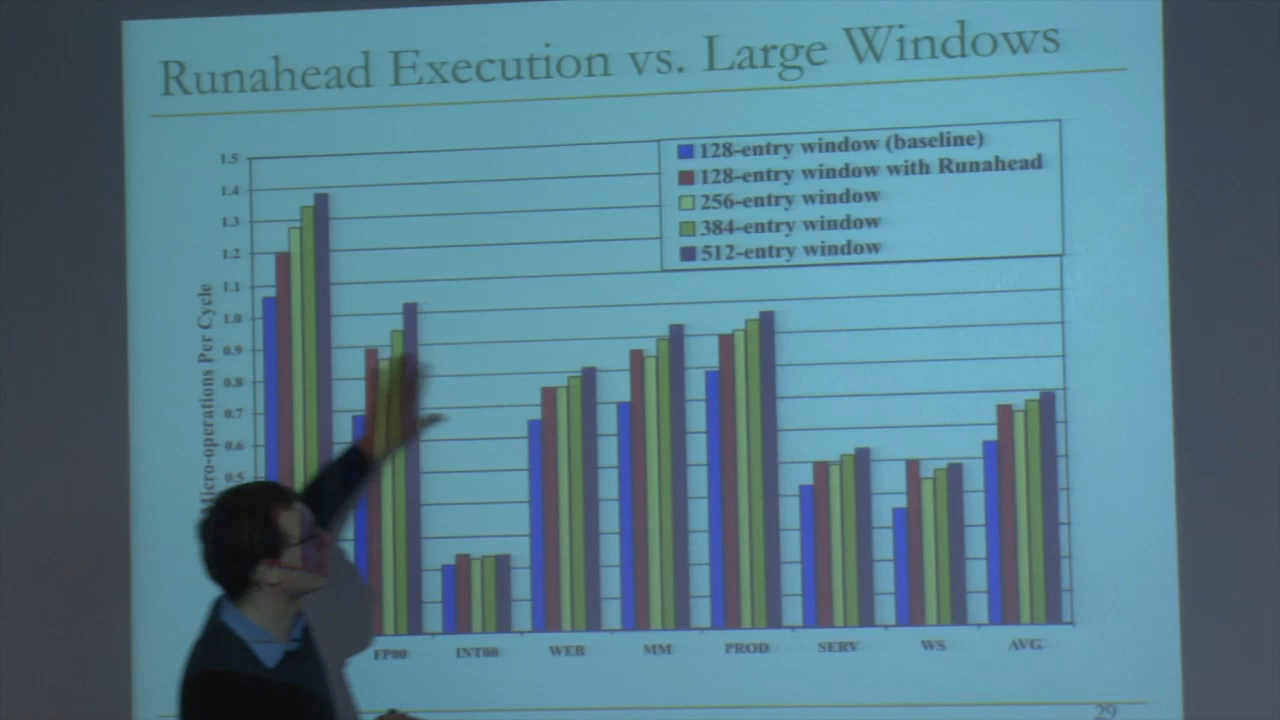 Runahead Execution vs. Large Windows
128-entry window (baseline)
128-entry window with Runahead
256-entry window
384-entry window
512-entry window
1.5
1.4
1.3
1.2
1.1
1.0
0.9
0.8
0.7
0.6
0.5
Micro-operations Per Cycle
FP00 INT00 WEB MM PROD SERV WS AVG
29